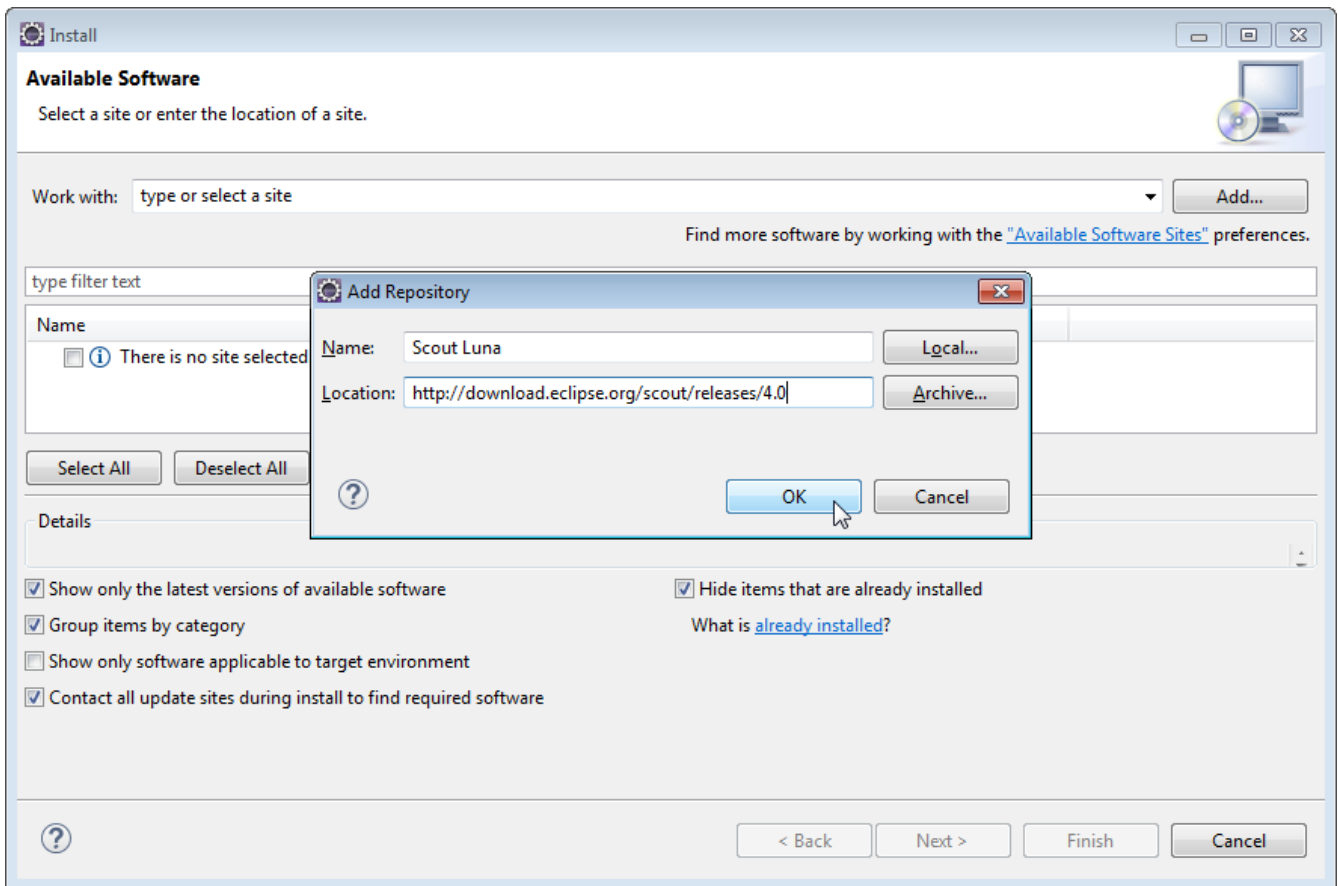 Install
Available Software
Select a site or enter the location of a site.
Work with: type or select a site Add...
Find more software by working with the "Available Software Sites" preferences.
type filter text
Name
There is no site selected
Add Repository
Name: Scout Luna Local...
Location: http://download.eclipse.org/scout/releases/4.0 Archive...
OK Cancel
Select All Deselect All
Details
Show only the latest versions of available software Hide items that are already installed
Group items by category What is already installed?
Show only software applicable to target environment
Contact all update sites during install to find required software
< Back Next > Finish Cancel